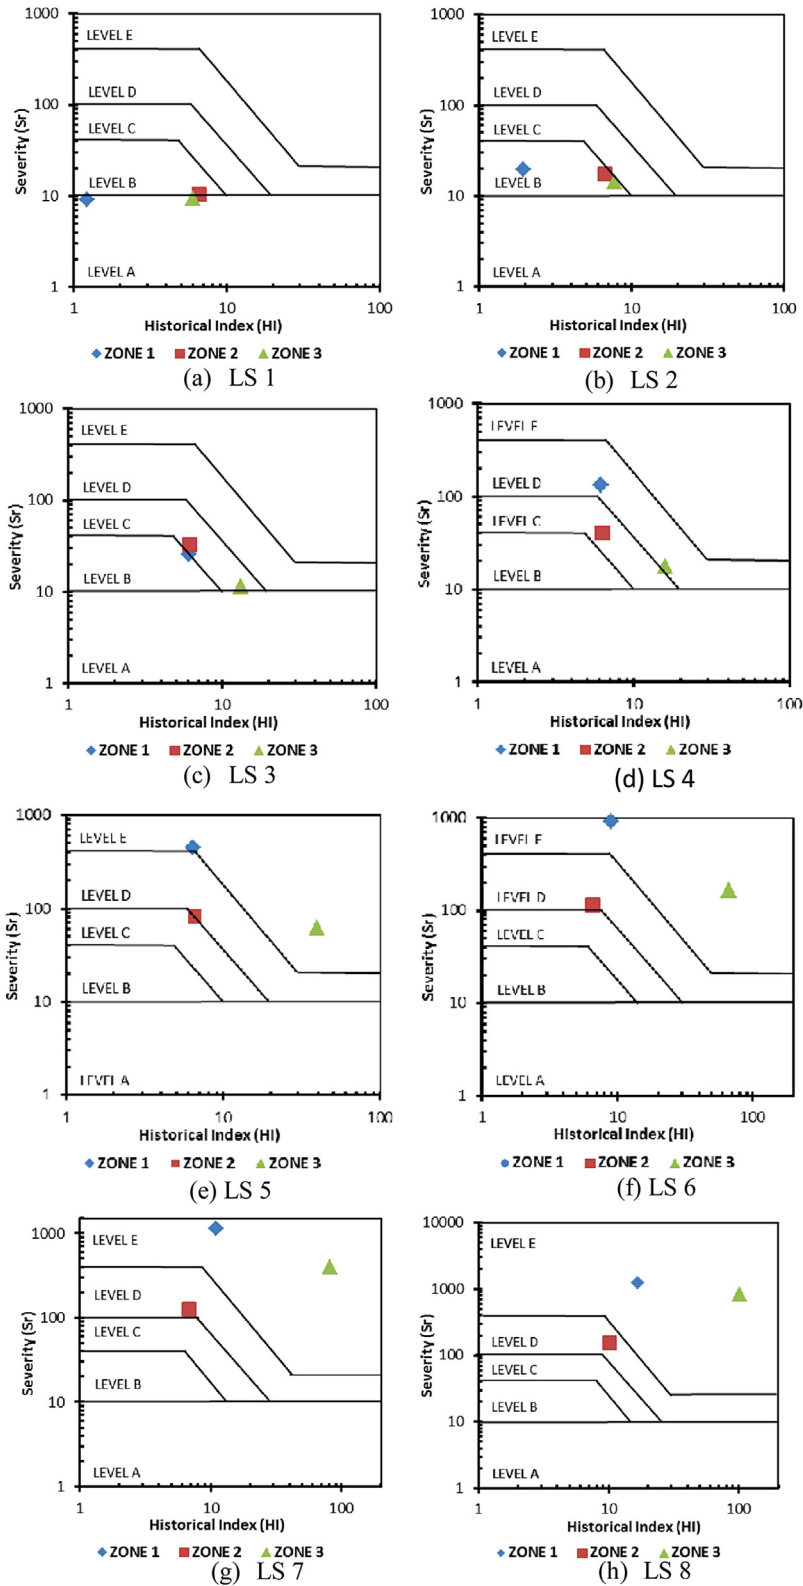 1000
LEVEL E
LEVEL D
100
LEVEL C
LEVEL B
10
LEVEL A
1
1 10 100
Severity (Sr)
Historical Index (HI)
ZONE 1 ZONE 2 ZONE 3
(a) LS 1
1000
LEVEL E
LEVEL D
100
LEVEL C
LEVEL B
10
LEVEL A
1
1 10 100
Severity (Sr)
Historical Index (HI)
ZONE 1 ZONE 2 ZONE 3
(b) LS 2
1000
LEVEL E
LEVEL D
100
LEVEL C
LEVEL B
10
LEVEL A
1
1 10 100
Severity (Sr)
Historical Index (HI)
ZONE 1 ZONE 2 ZONE 3
(c) LS 3
1000
LEVEL E
LEVEL D
100
LEVEL C
LEVEL B
10
LEVEL A
1
1 10 100
Severity (Sr)
Historical Index (HI)
ZONE 1 ZONE 2 ZONE 3
(d) LS 4
1000
LEVEL E
LEVEL D
100
LEVEL C
LEVEL B
10
LEVEL A
1
1 10 100
Severity (Sr)
Historical Index (HI)
ZONE 1 ZONE 2 ZONE 3
(e) LS 5
1000
LEVEL E
LEVEL D
100
LEVEL C
LEVEL B
10
LEVEL A
1
1 10 100
Severity (Sr)
Historical Index (HI)
ZONE 1 ZONE 2 ZONE 3
(f) LS 6
1000
LEVEL E
LEVEL D
100
LEVEL C
LEVEL B
10
LEVEL A
1
1 10 100
Severity (Sr)
Historical Index (HI)
ZONE 1 ZONE 2 ZONE 3
(g) LS 7
10000
LEVEL E
1000
LEVEL D
100
LEVEL C
LEVEL B
10
LEVEL A
1
1 10 100
Severity (Sr)
Historical Index (HI)
ZONE 1 ZONE 2 ZONE 3
(h) LS 8